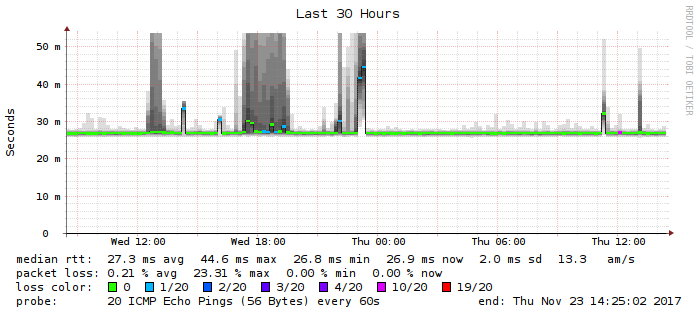 Last 30 Hours
RRDTOOL / TOBI OETIKER
Seconds
50 m
40 m
30 m
20 m
10 m
0
Wed 12:00 Wed 18:00 Thu 00:00 Thu 06:00 Thu 12:00
median rtt: 27.3 ms avg 44.6 ms max 26.8 ms min 26.9 ms now 2.0 ms sd 13.3 am/s
packet loss: 0.21 % avg 23.31 % max 0.00 % min 0.00 % now
loss color: 0 1/20 2/20 3/20 4/20 10/20 19/20
probe: 20 ICMP Echo Pings (56 Bytes) every 60s end: Thu Nov 23 14:25:02 2017